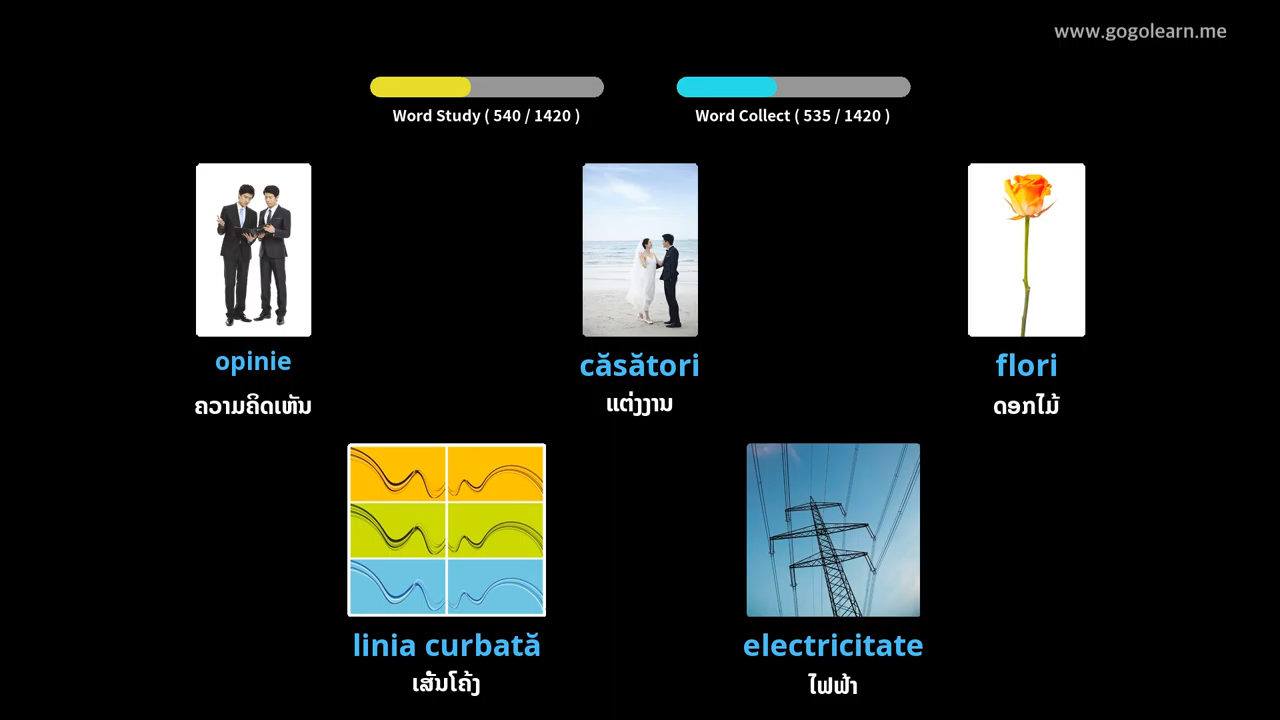 www.gogolearn.me
Word Study ( 540 / 1420 )
Word Collect ( 535 / 1420 )
opinie
ຄວາມຄິດເຫັນ
căsători
ແຕ່ງງານ
flori
ດອກໄມ້
linia curbată
ເສັ້ນໂຄ້ງ
electricitate
ໄຟຟ້າ